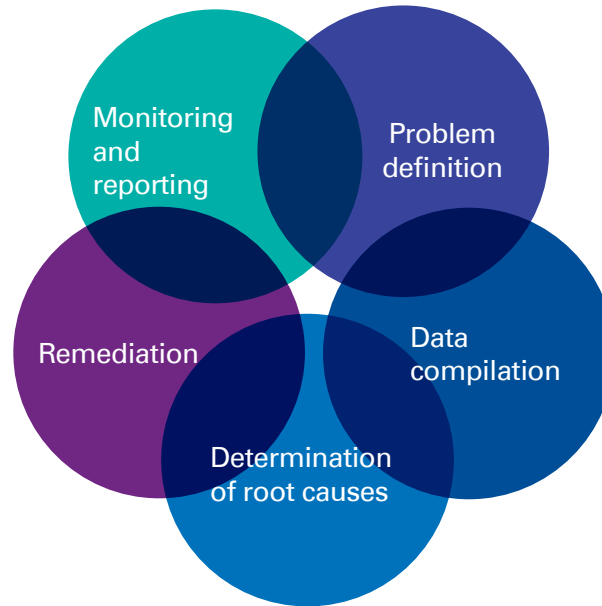 Monitoring
and
reporting
Problem
definition
Data
compilation
Determination
of root causes
Remediation